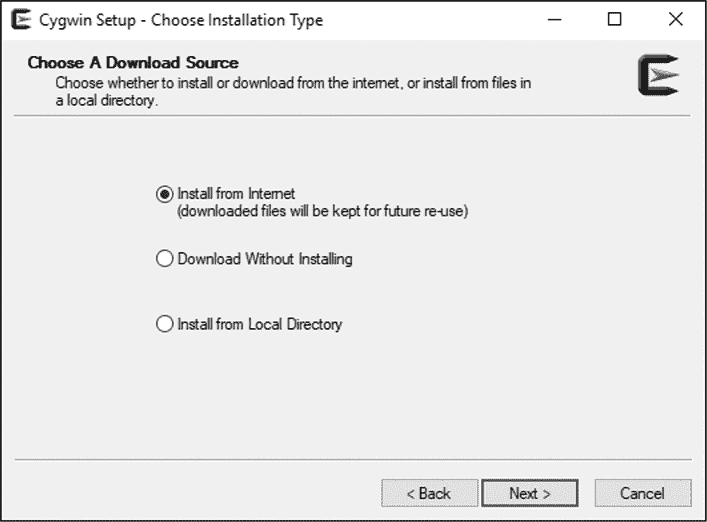 Cygwin Setup - Choose Installation Type
Choose A Download Source
Choose whether to install or download from the internet, or install from files in
a local directory.
Install from Internet
(downloaded files will be kept for future re-use)
Download Without Installing
Install from Local Directory
< Back
Next >
Cancel